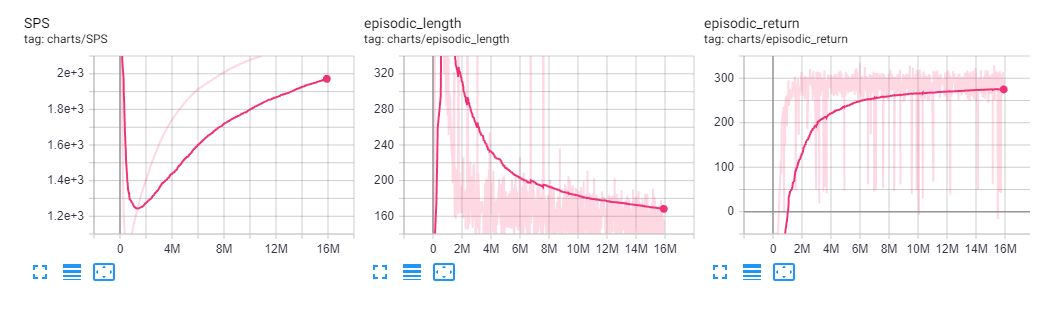 SPS
tag: charts/SPS
2e+3
1.8e+3
1.6e+3
1.4e+3
1.2e+3
0 4M 8M 12M 16M
episodic_length
tag: charts/episodic_length
320
280
240
200
160
0 2M 4M 6M 8M 10M 12M 14M 16M
episodic_return
tag: charts/episodic_return
300
200
100
0
0 2M 4M 6M 8M 10M 12M 14M 16M